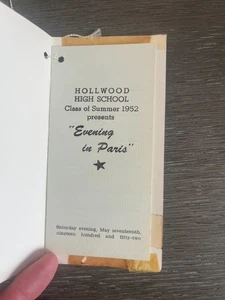 HOLLWOOD
HIGH SCHOOL
Class of Summer 1952
presents
"Evening
in Paris"
Saturday evening, May seventeenth,
nineteen hundred and fifty-two